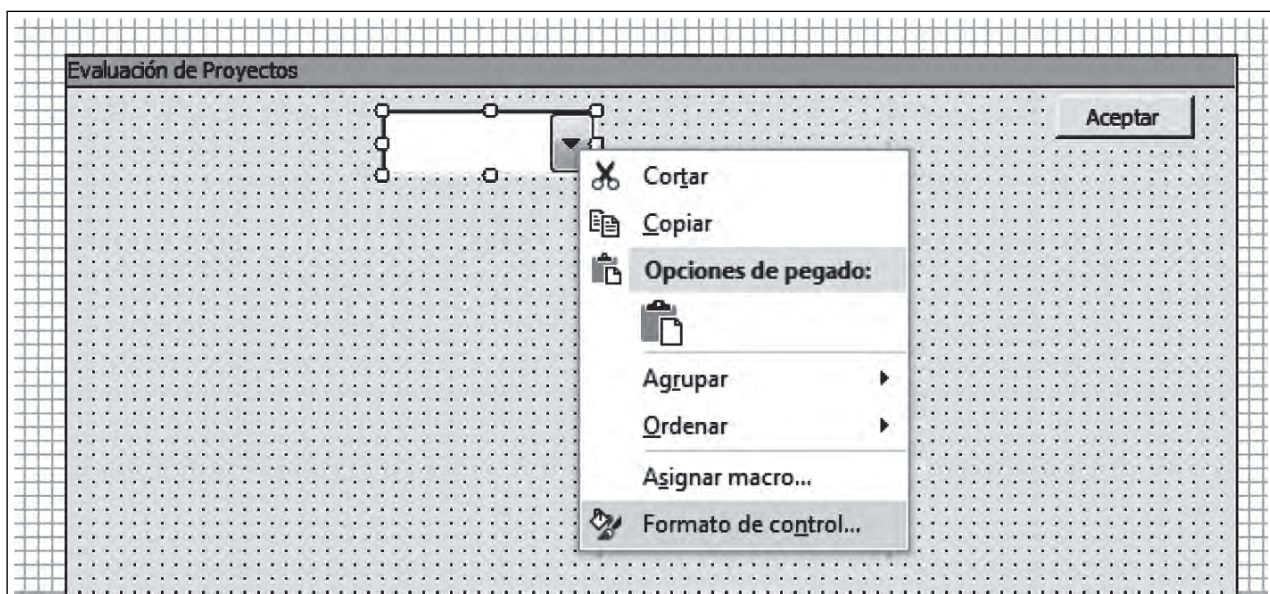 Evaluación de Proyectos
Aceptar
Cortar
Copiar
Opciones de pegado:
Agrupar
Ordenar
Asignar macro...
Formato de control...